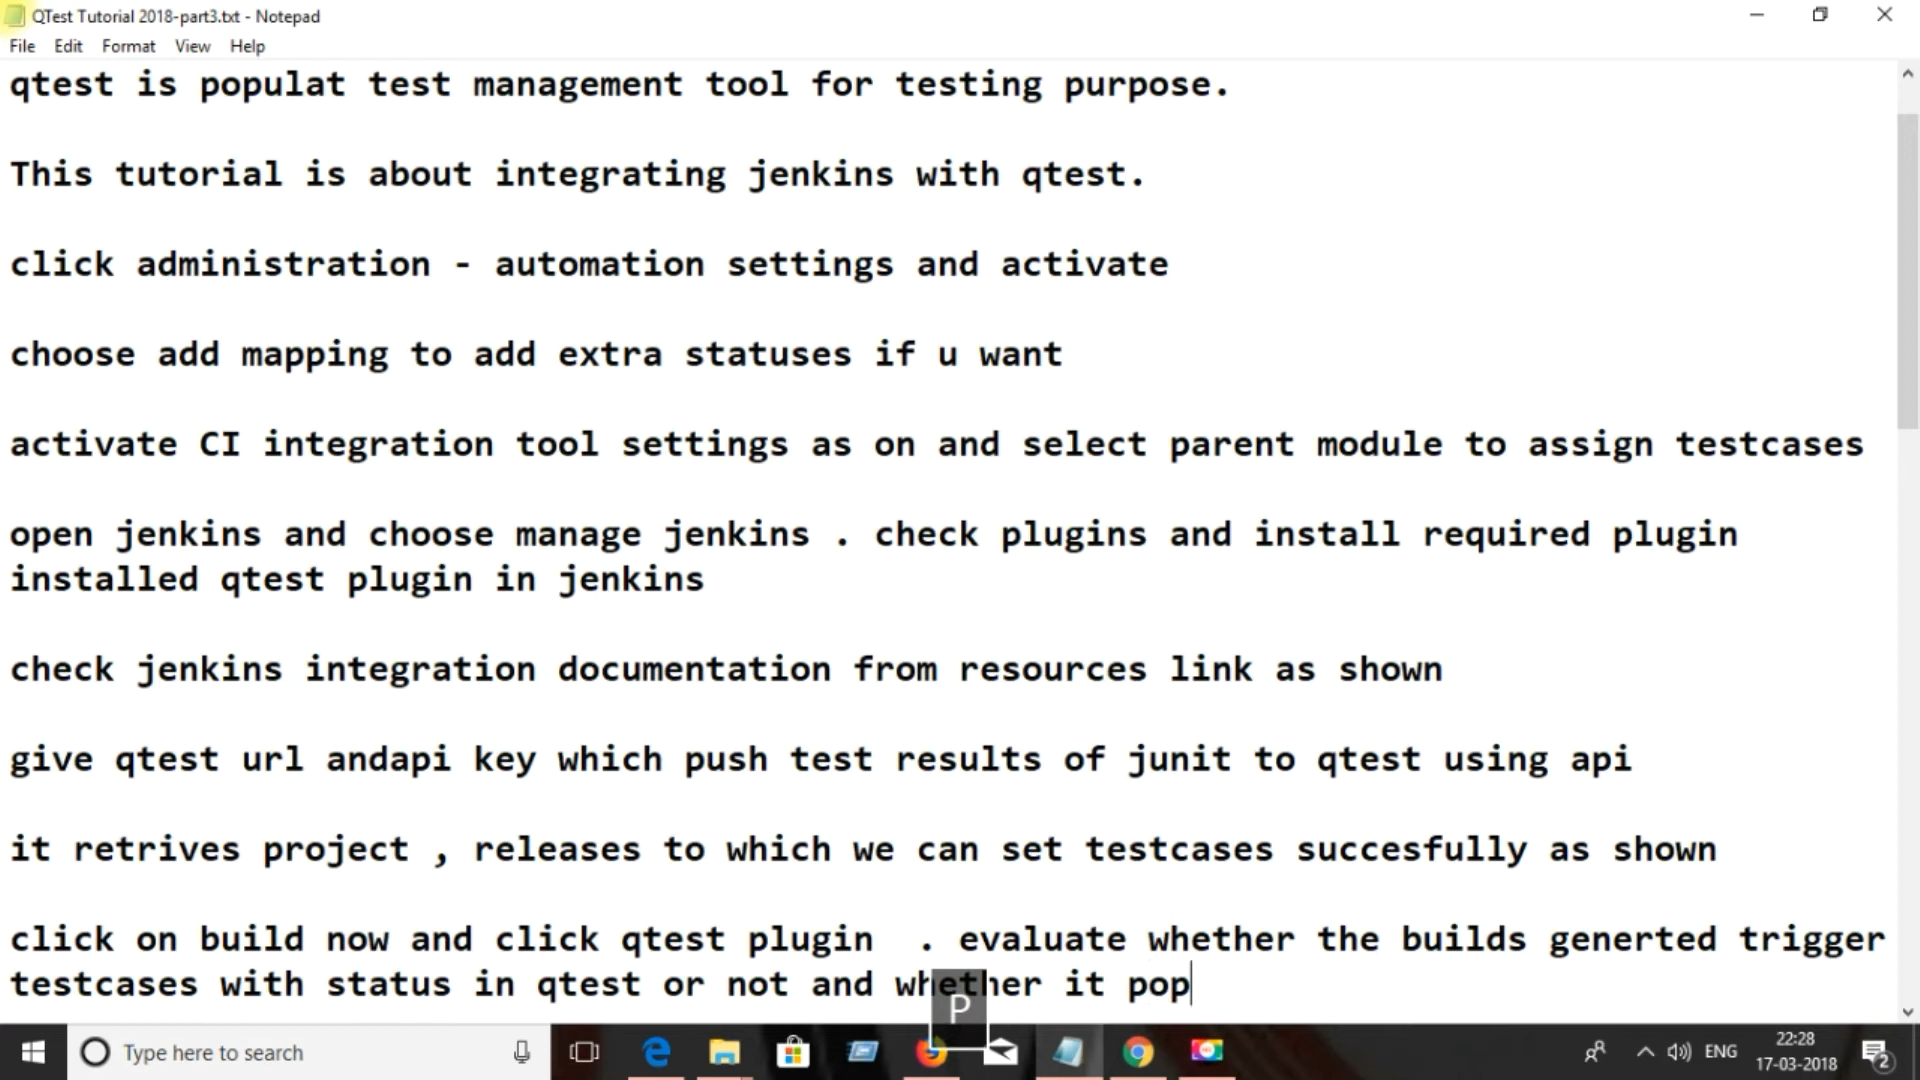 QTest Tutorial 2018-part3.txt - Notepad
File Edit Format View Help
qtest is populat test management tool for testing purpose.
This tutorial is about integrating jenkins with qtest.
click administration - automation settings and activate
choose add mapping to add extra statuses if u want
activate CI integration tool settings as on and select parent module to assign testcases
open jenkins and choose manage jenkins . check plugins and install required plugin
installed qtest plugin in jenkins
check jenkins integration documentation from resources link as shown
give qtest url andapi key which push test results of junit to qtest using api
it retrives project , releases to which we can set testcases succesfully as shown
click on build now and click qtest plugin  . evaluate whether the builds generted trigger
testcases with status in qtest or not and whether it pop
P
Type here to search
ENG
22:28
17-03-2018
2